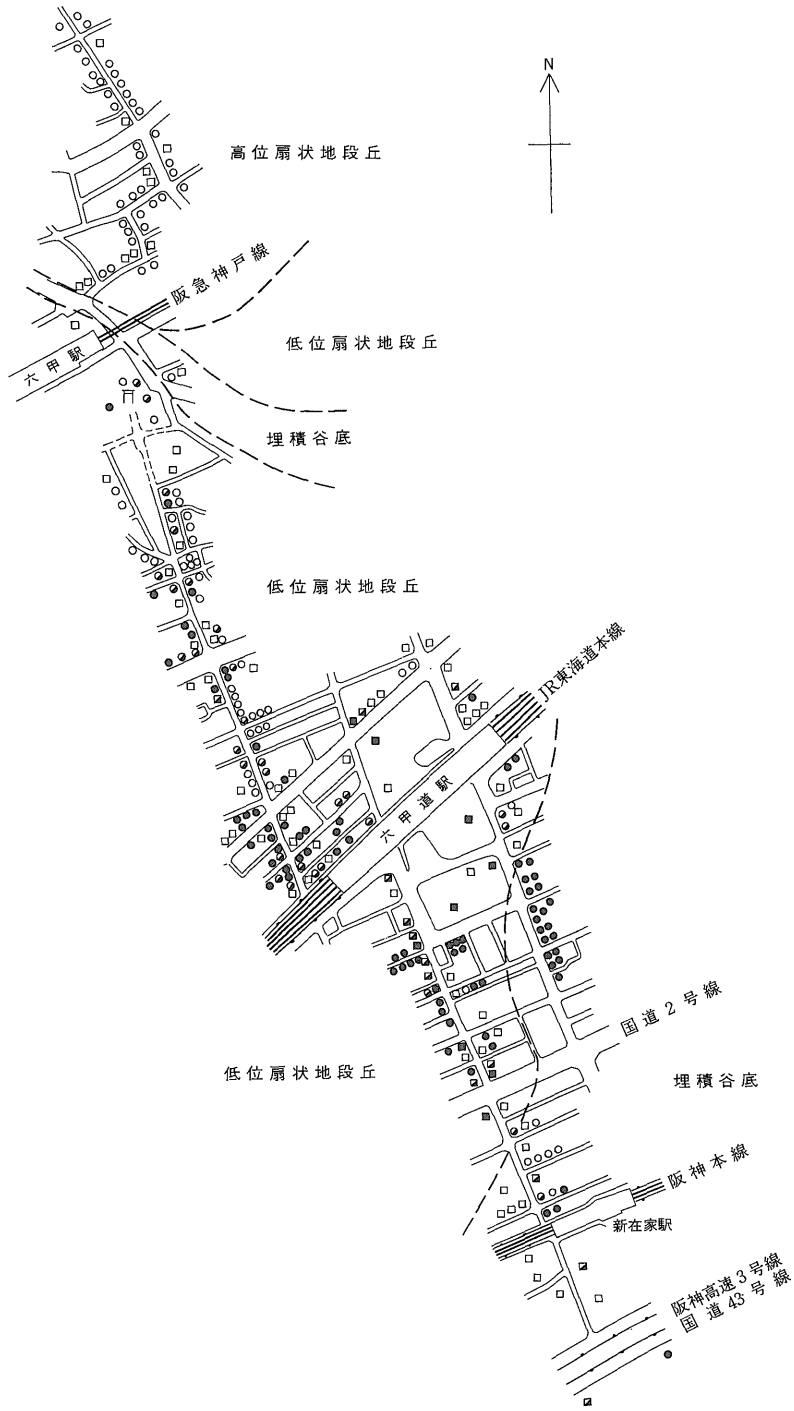 N
高位扇状地段丘
阪急神戸線
低位扇状地段丘
六甲駅
埋積谷底
低位扇状地段丘
JR東海道本線
六甲道駅
国道2号線
低位扇状地段丘
埋積谷底
阪神本線
新在家駅
阪神高速3号線
国道43号線